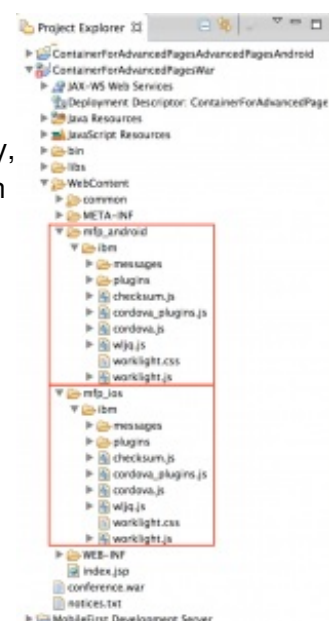 Project Explorer
ContainerForAdvancedPagesAdvancedPagesAndroid
ContainerForAdvancedPagesWar
JAX-WS Web Services
Deployment Descriptor: ContainerForAdvancedPage
Java Resources
JavaScript Resources
bin
libs
WebContent
common
META-INF
mfp_android
ibm
messages
plugins
checksum.js
cordova_plugins.js
cordova.js
wljq.js
worklight.css
worklight.js
mfp_ios
ibm
messages
plugins
checksum.js
cordova_plugins.js
cordova.js
wljq.js
worklight.css
worklight.js
WEB-INF
index.jsp
conference.war
notices.txt
MobileFirst Development Server